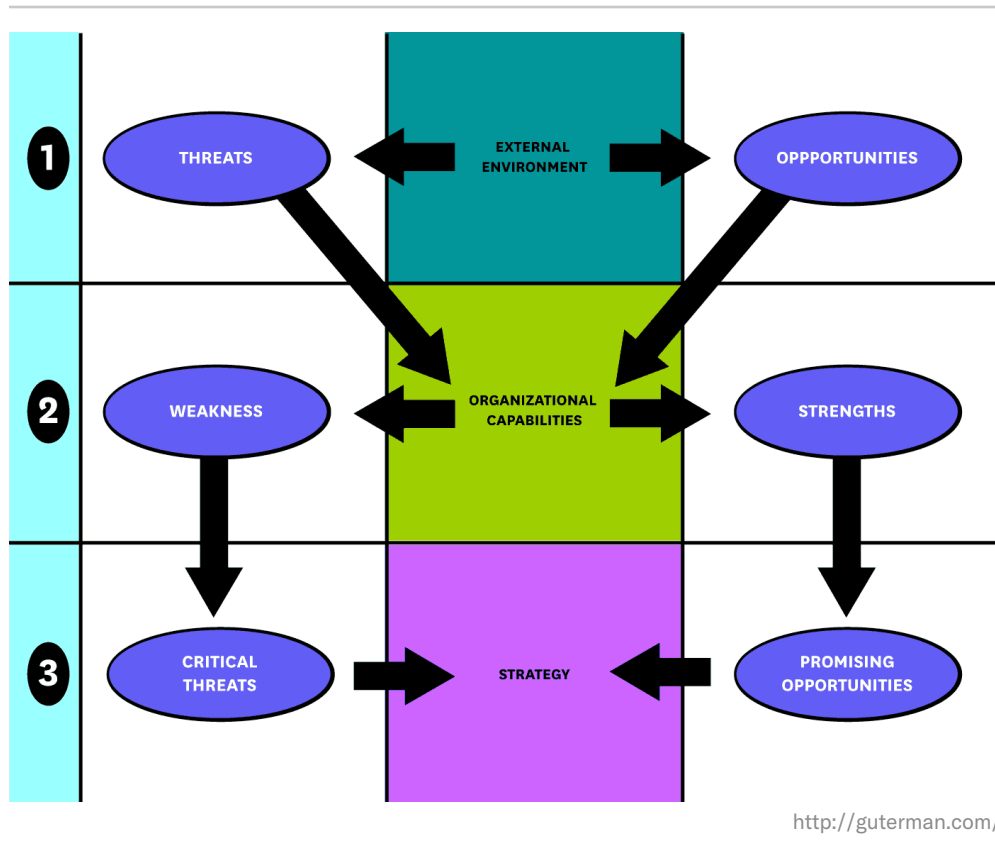 1
THREATS
EXTERNAL
ENVIRONMENT
OPPPORTUNITIES
2
WEAKNESS
ORGANIZATIONAL
CAPABILITIES
STRENGTHS
3
CRITICAL
THREATS
STRATEGY
PROMISING
OPPORTUNITIES
http://guterman.com/